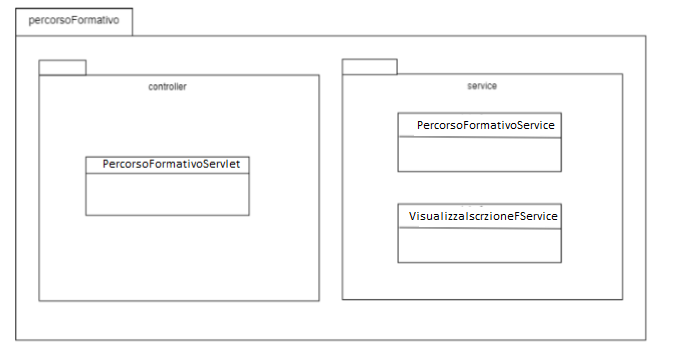 percorsoFormativo
controller
service
PercorsoFormativoService
PercorsoFormativoServlet
VisualizzaIscrzioneFService